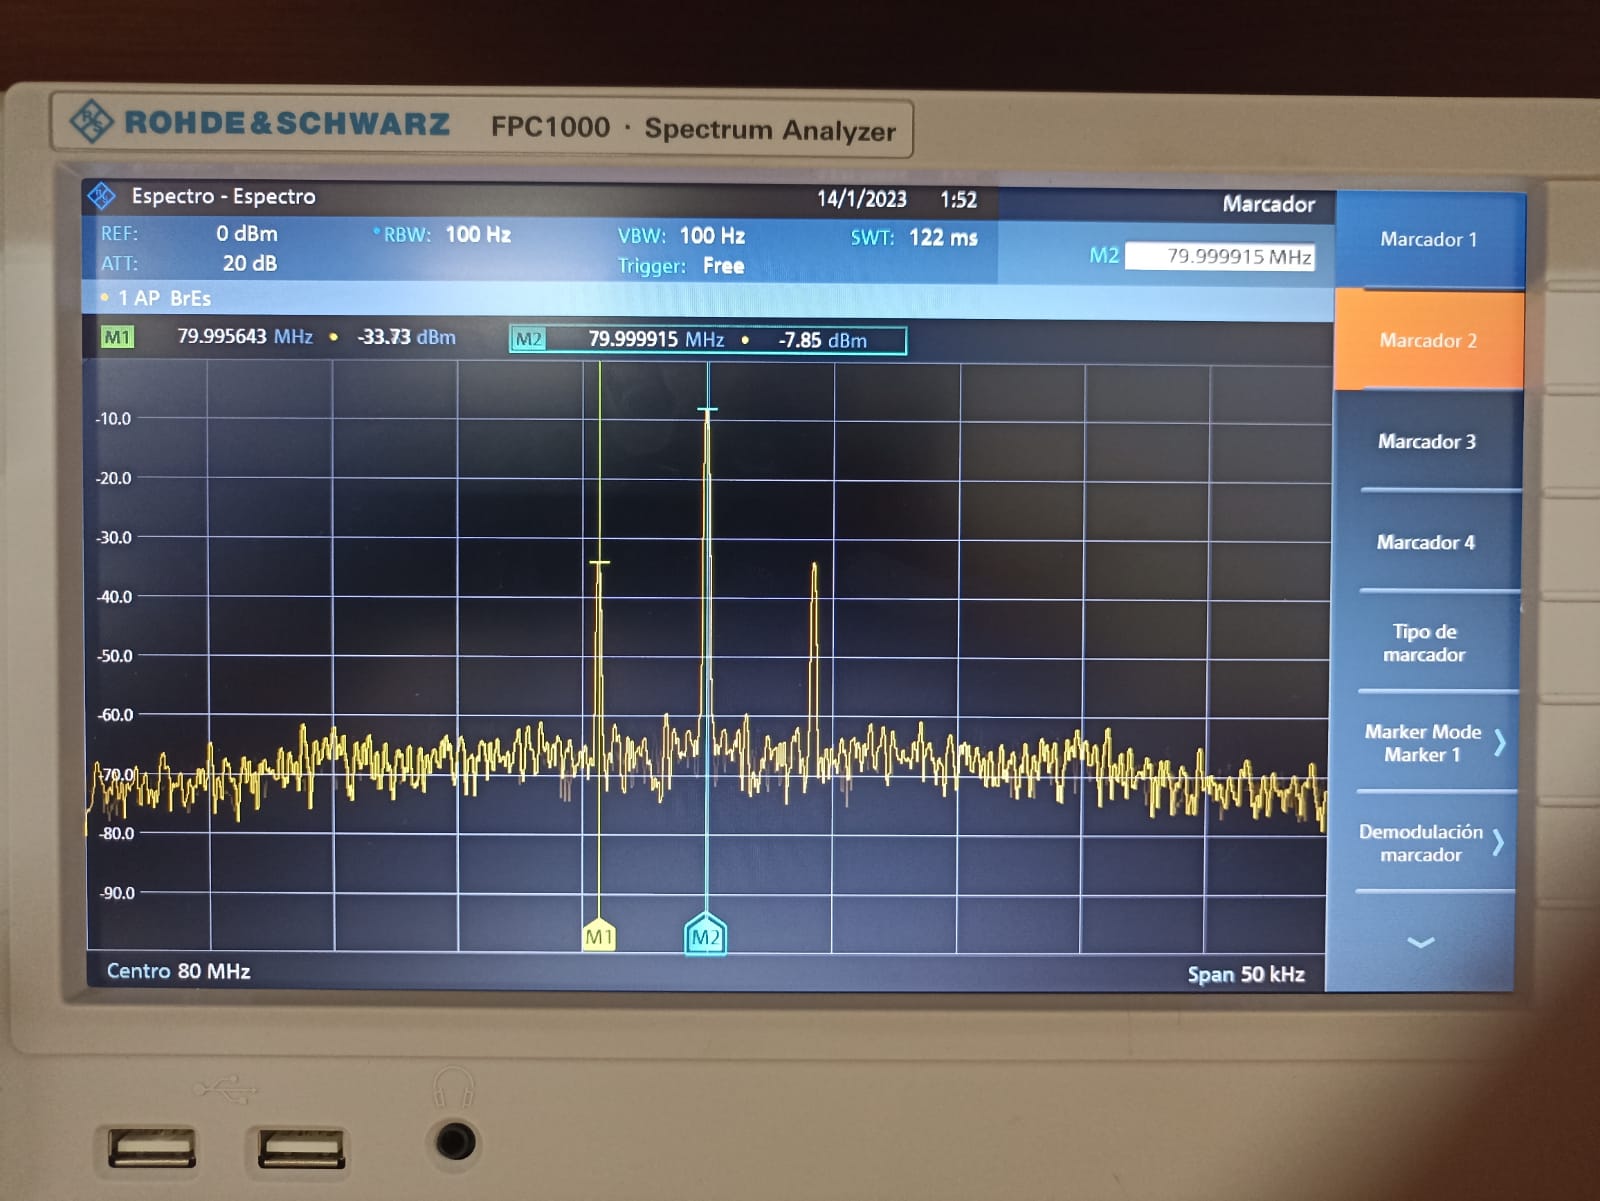 ROHDE&SCHWARZ FPC1000 · Spectrum Analyzer
Espectro - Espectro 14/1/2023 1:52 Marcador
REF: 0 dBm RBW: 100 Hz VBW: 100 Hz SWT: 122 ms
ATT: 20 dB Trigger: Free
M2 79.999915 MHz
1 AP BrEs
M1 79.995643 MHz -33.73 dBm M2 79.999915 MHz -7.85 dBm
-10.0
-20.0
-30.0
-40.0
-50.0
-60.0
-70.0
-80.0
-90.0
M1 M2
Centro 80 MHz Span 50 kHz
Marcador 1
Marcador 2
Marcador 3
Marcador 4
Tipo de
marcador
Marker Mode
Marker 1
Demodulación
marcador